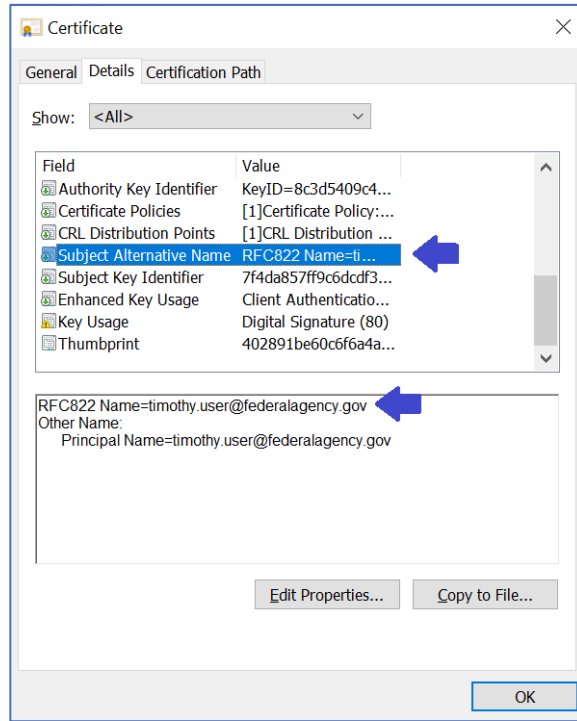 Certificate
General Details Certification Path
Show: <All>
Field Value
Authority Key Identifier KeyID=8c3d5409c4...
Certificate Policies [1]Certificate Policy:...
CRL Distribution Points [1]CRL Distribution ...
Subject Alternative Name RFC822 Name=ti...
Subject Key Identifier 7f4da857ff9c6dcdf3...
Enhanced Key Usage Client Authenticatio...
Key Usage Digital Signature (80)
Thumbprint 402891be60c6f6a4a...
RFC822 Name=timothy.user@federalagency.gov
Other Name:
Principal Name=timothy.user@federalagency.gov
Edit Properties... Copy to File...
OK